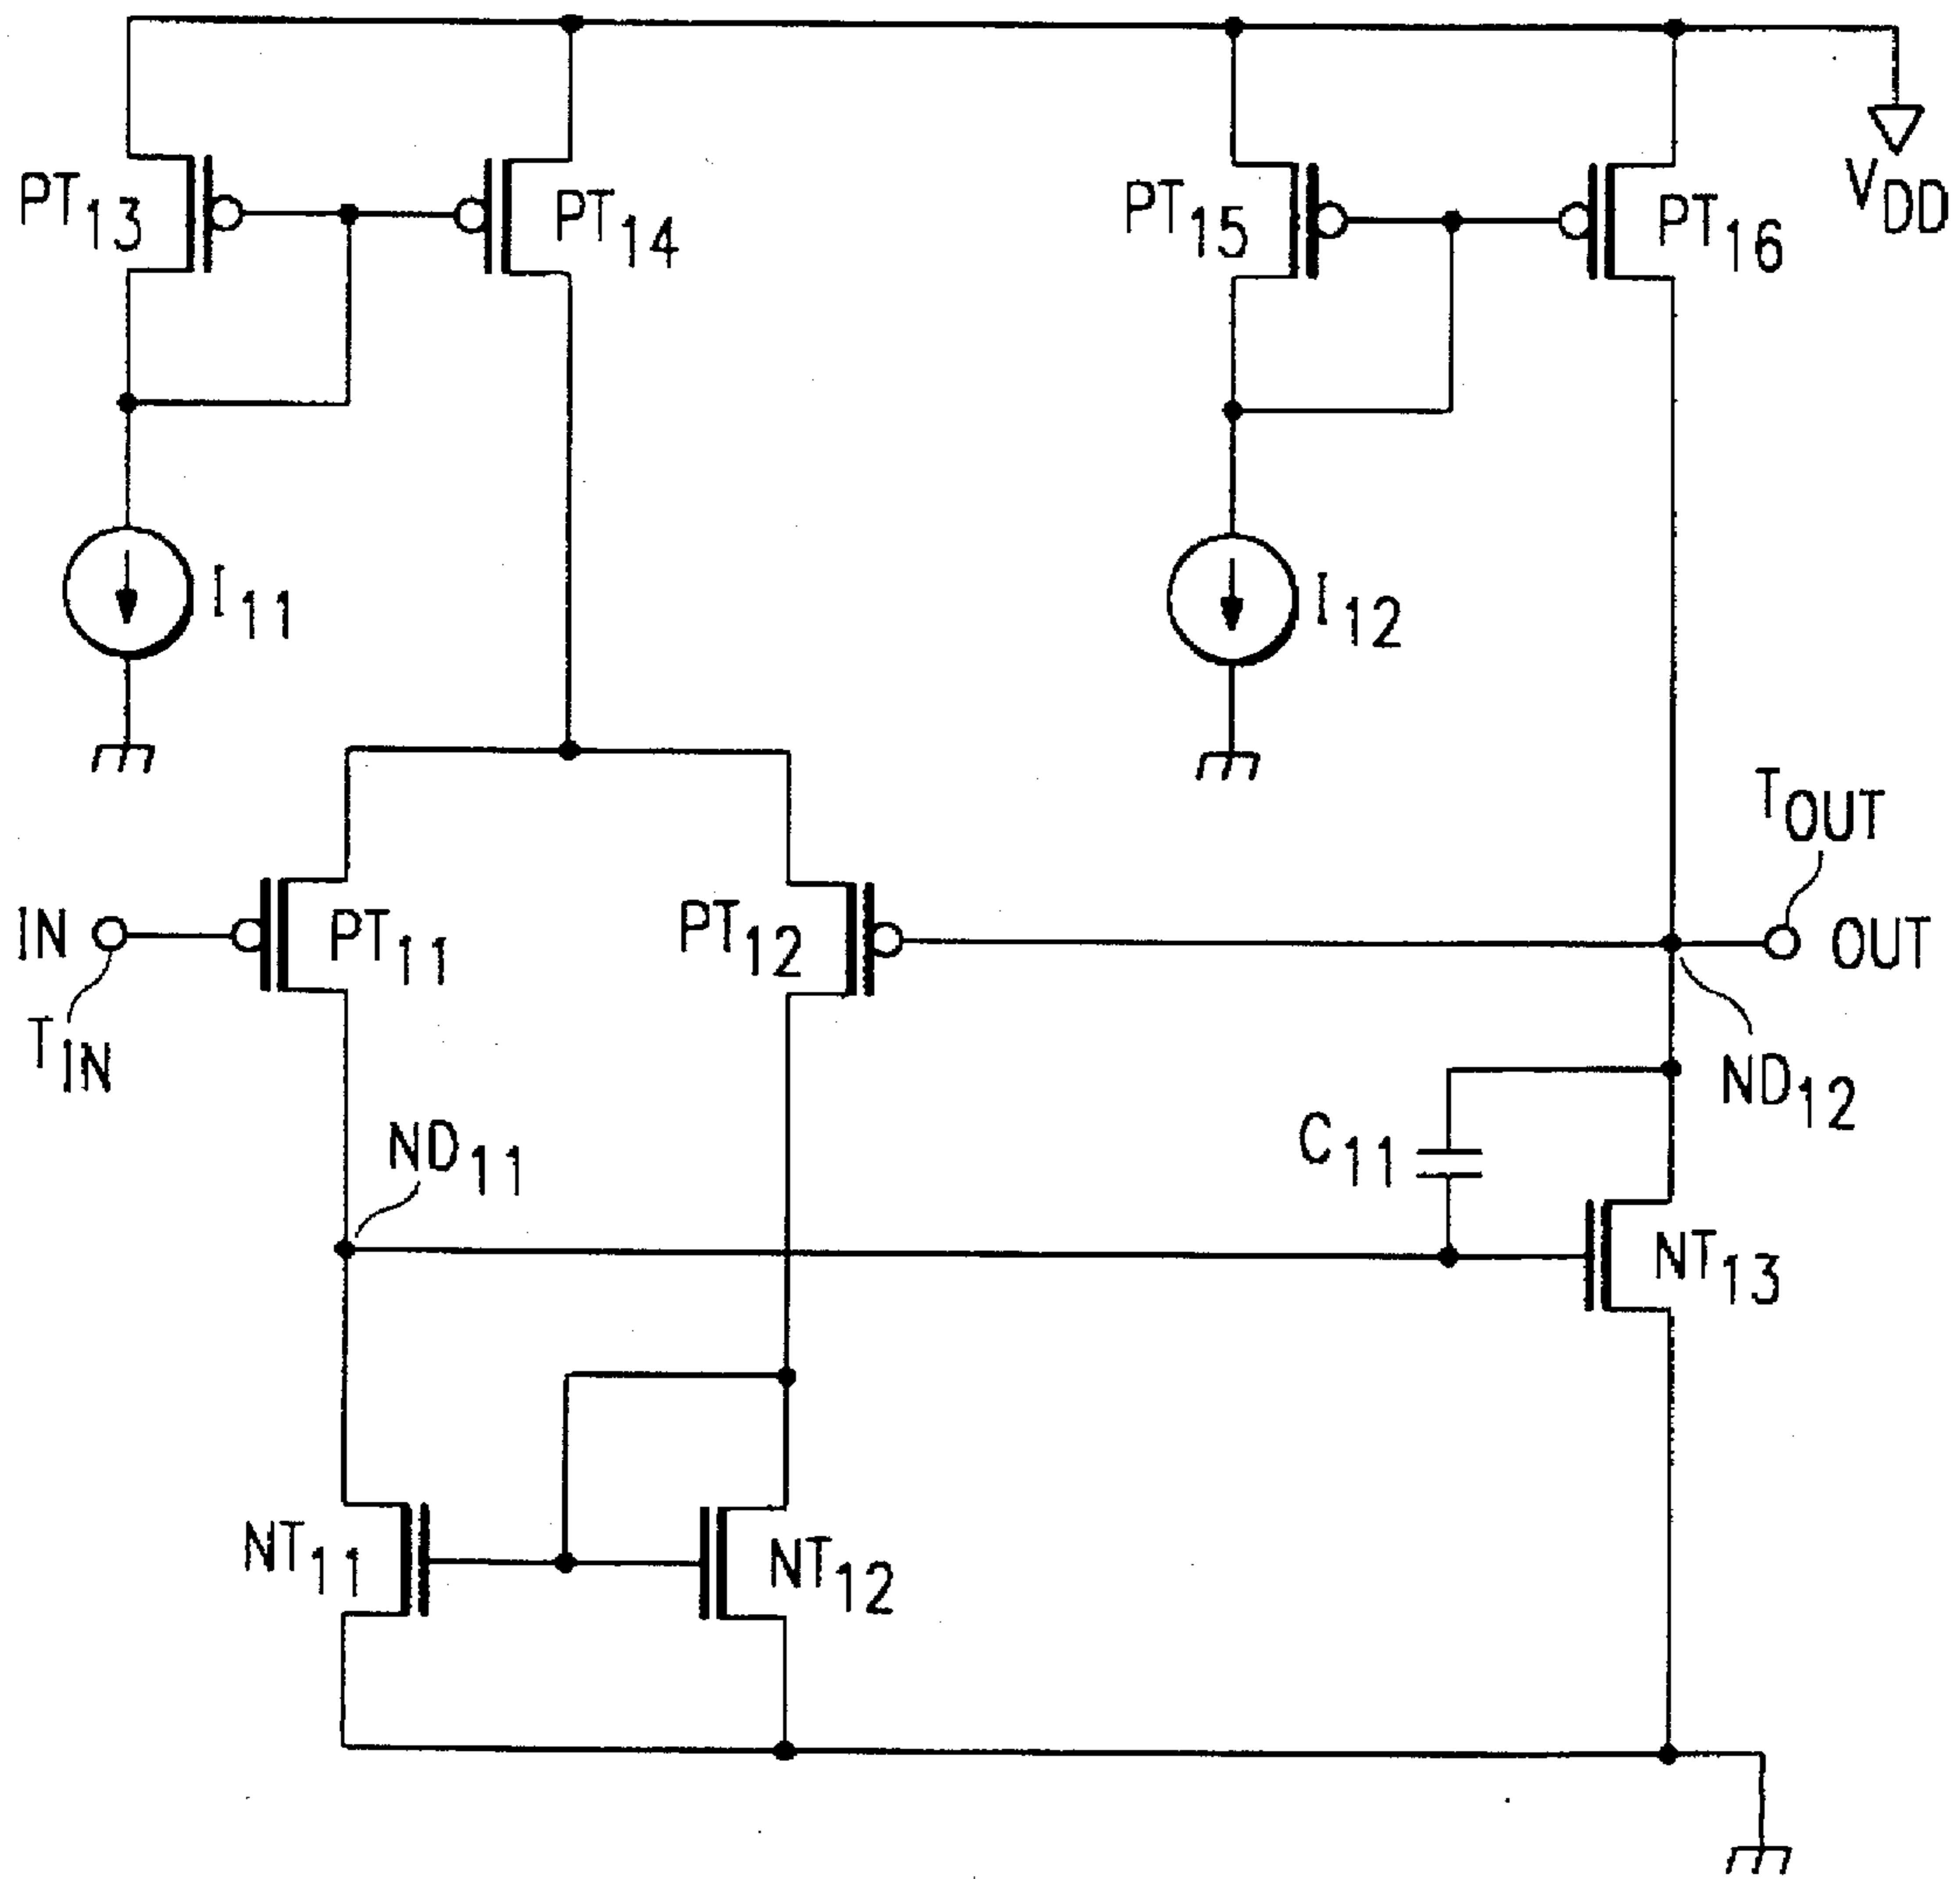 PT13
PT14
PT15
PT16
VDD
I11
I12
TOUT
IN
PT11
PT12
OUT
TIN
ND12
ND11
C11
NT13
NT11
NT12